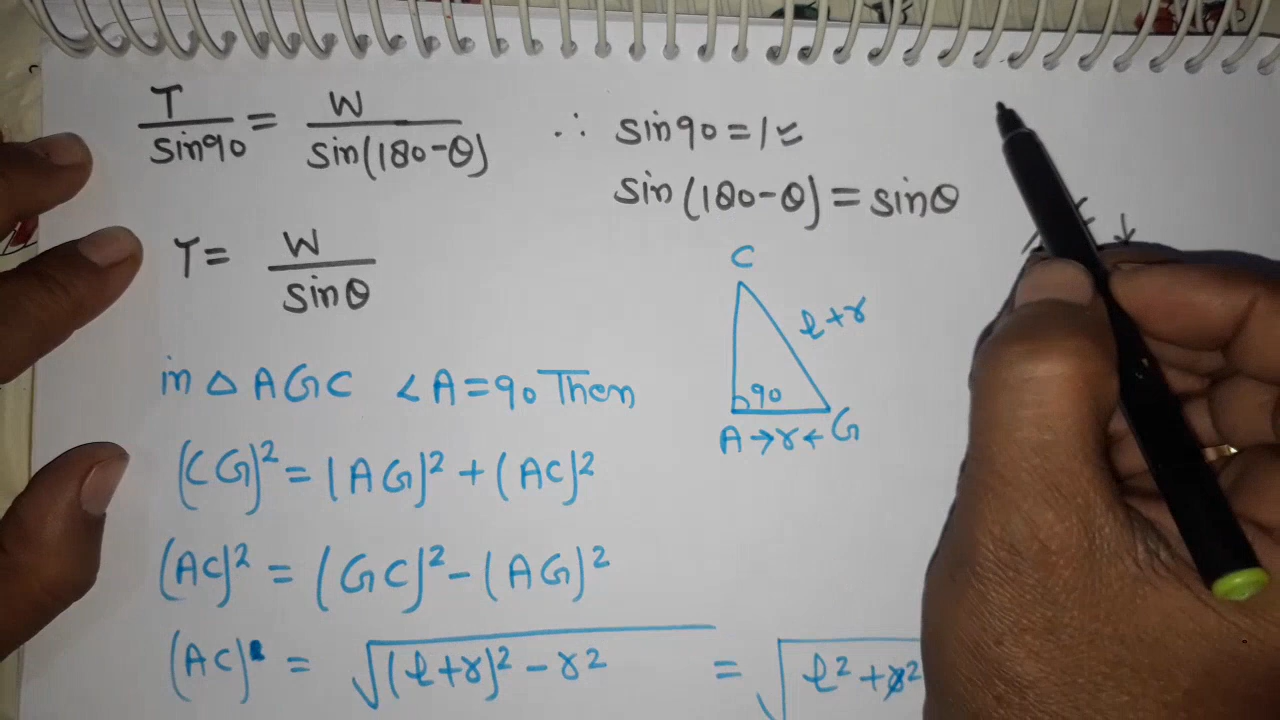 T/sin90 = W/sin(180-θ) ∴ sin90 = 1
sin(180-θ) = sinθ
T = W/sinθ
C
l+r
90
A→r←G
in △ AGC ∠A=90 Then
(CG)² = (AG)² + (AC)²
(AC)² = (GC)² - (AG)²
(AC) = √(l+r)² - r² = √l² + r²